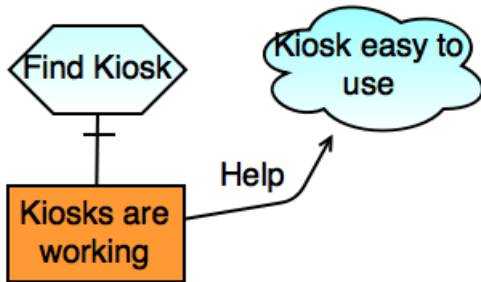 Find Kiosk
Kiosk easy to
use
Help
Kiosks are
working